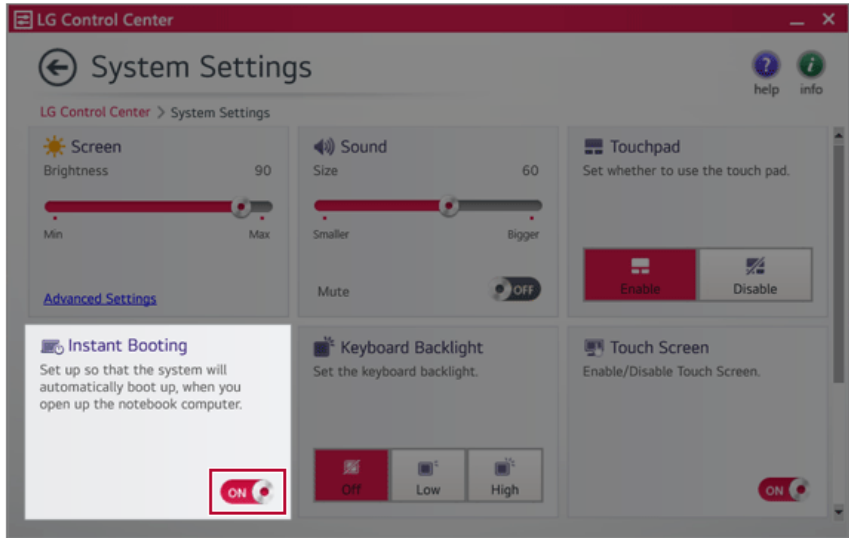 LG Control Center
System Settings
help
info
LG Control Center > System Settings
Screen
Brightness
90
Min
Max
Advanced Settings
Sound
Size
60
Smaller
Bigger
Mute
OFF
Touchpad
Set whether to use the touch pad.
Enable
Disable
Instant Booting
Set up so that the system will
automatically boot up, when you
open up the notebook computer.
ON
Keyboard Backlight
Set the keyboard backlight.
Off
Low
High
Touch Screen
Enable/Disable Touch Screen.
ON